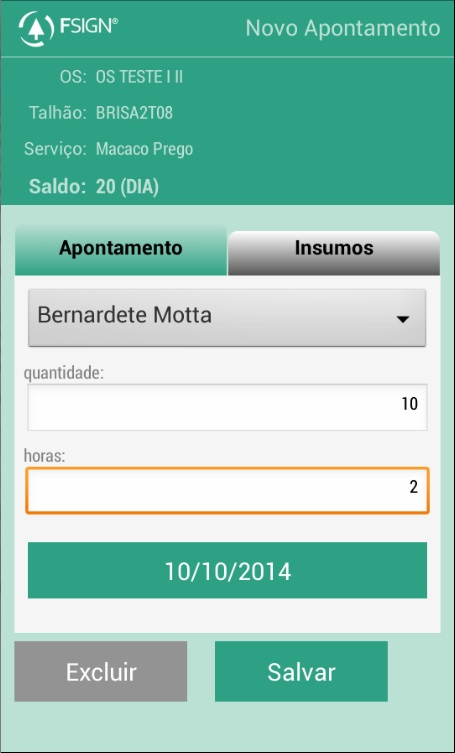 FSIGN®
Novo Apontamento
OS: OS TESTE I II
Talhão: BRISA2T08
Serviço: Macaco Prego
Saldo: 20 (DIA)
Apontamento
Insumos
Bernardete Motta
quantidade:
10
horas:
2
10/10/2014
Excluir
Salvar